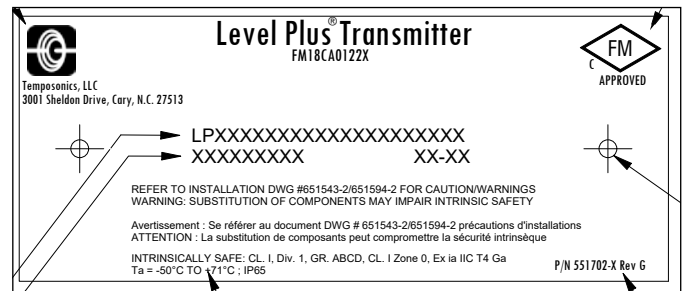 Level Plus® Transmitter
FM18CA0122X
FM
C
APPROVED
Temposonics, LLC
3001 Sheldon Drive, Cary, N.C. 27513
LPXXXXXXXXXXXXXXXXXXXX
XXXXXXXXX XX-XX
REFER TO INSTALLATION DWG #651543-2/651594-2 FOR CAUTION/WARNINGS
WARNING: SUBSTITUTION OF COMPONENTS MAY IMPAIR INTRINSIC SAFETY
Avertissement : Se référer au document DWG # 651543-2/651594-2 précautions d'installations
ATTENTION : La substitution de composants peut compromettre la sécurité intrinsèque
INTRINSICALLY SAFE: CL. I, Div. 1, GR. ABCD, CL. I Zone 0, Ex ia IIC T4 Ga
Ta = -50°C TO +71°C ; IP65
P/N 551702-X Rev G